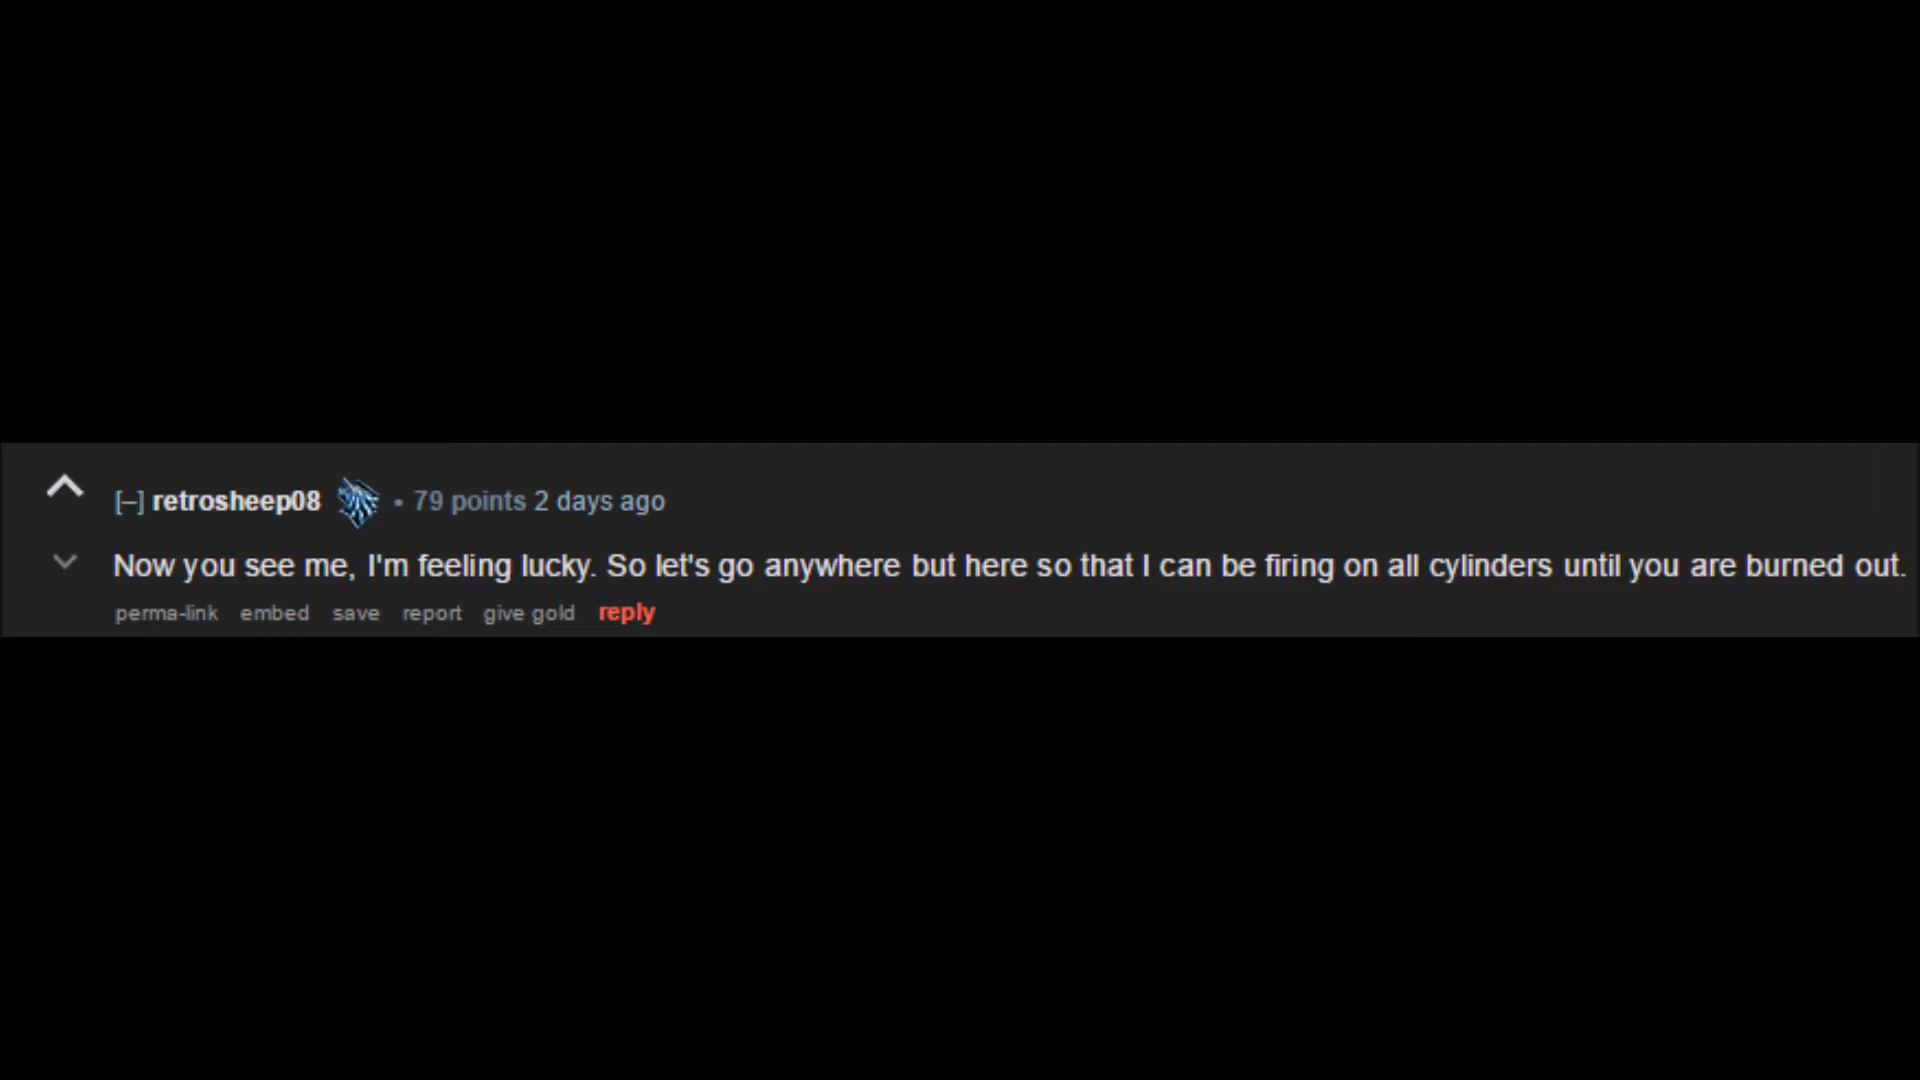 [–] retrosheep08 • 79 points 2 days ago
Now you see me, I'm feeling lucky. So let's go anywhere but here so that I can be firing on all cylinders until you are burned out.
perma-link embed save report give gold reply